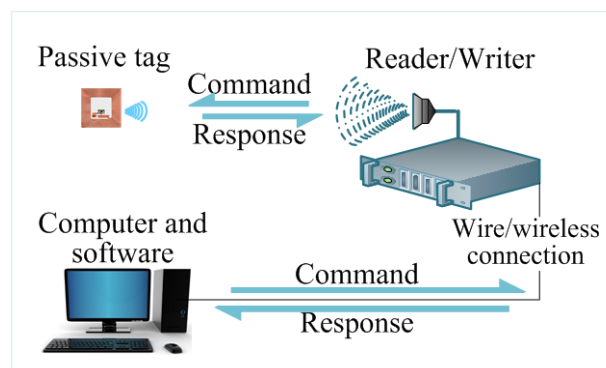 Passive tag
Reader/Writer
Command
Response
Computer and
software
Wire/wireless
connection
Command
Response